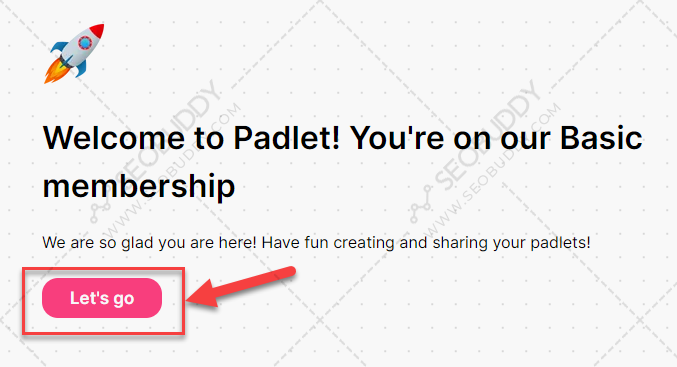 Welcome to Padlet! You're on our Basic
membership
We are so glad you are here! Have fun creating and sharing your padlets!
Let's go
SEOBUDDY
WWW.SEOBUDDY.COM
SEOBUDDY
WWW.SEOBUDDY.COM